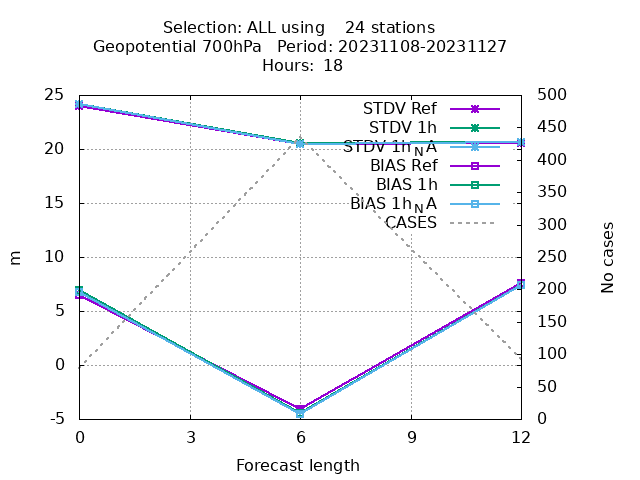 Selection: ALL using    24 stations
Geopotential 700hPa   Period: 20231108-20231127
Hours: 18
25 500
STDV Ref
450
STDV 1h
20 STDV 1hNA 400
BIAS Ref
350
BIAS 1h
15 BIAS 1hNA 300
CASES
m 10 250 No cases
5 200
150
0 100
50
-5 0
0 3 6 9 12
Forecast length